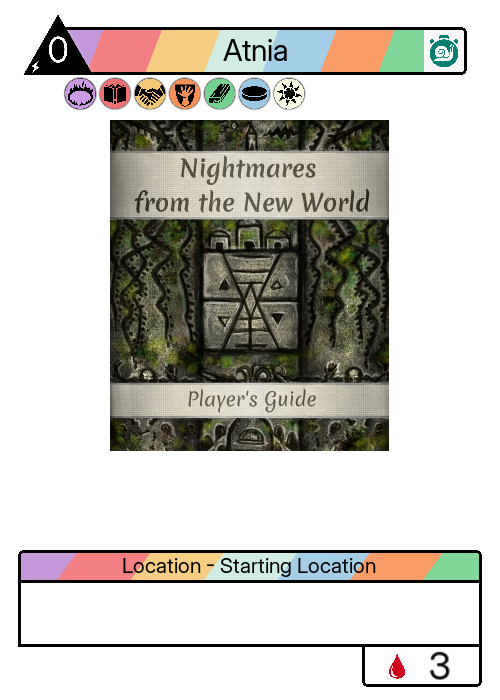 0
Atnia
Nightmares
from the New World
Player's Guide
Location - Starting Location
3